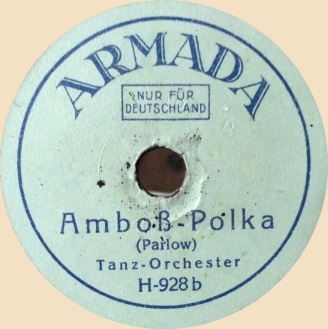 ARMADA
NUR FÜR
DEUTSCHLAND
Amboß-Polka
(Parlow)
Tanz-Orchester
H-928b